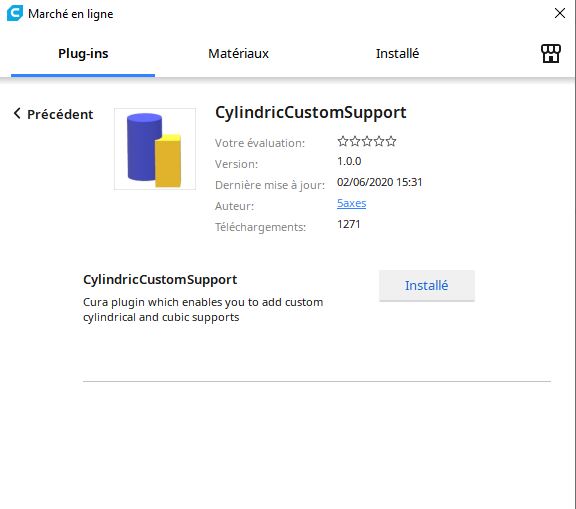 Marché en ligne
Plug-ins
Matériaux
Installé
Précédent
CylindricCustomSupport
Votre évaluation:
Version: 1.0.0
Dernière mise à jour: 02/06/2020 15:31
Auteur: 5axes
Téléchargements: 1271
CylindricCustomSupport
Installé
Cura plugin which enables you to add custom
cylindrical and cubic supports